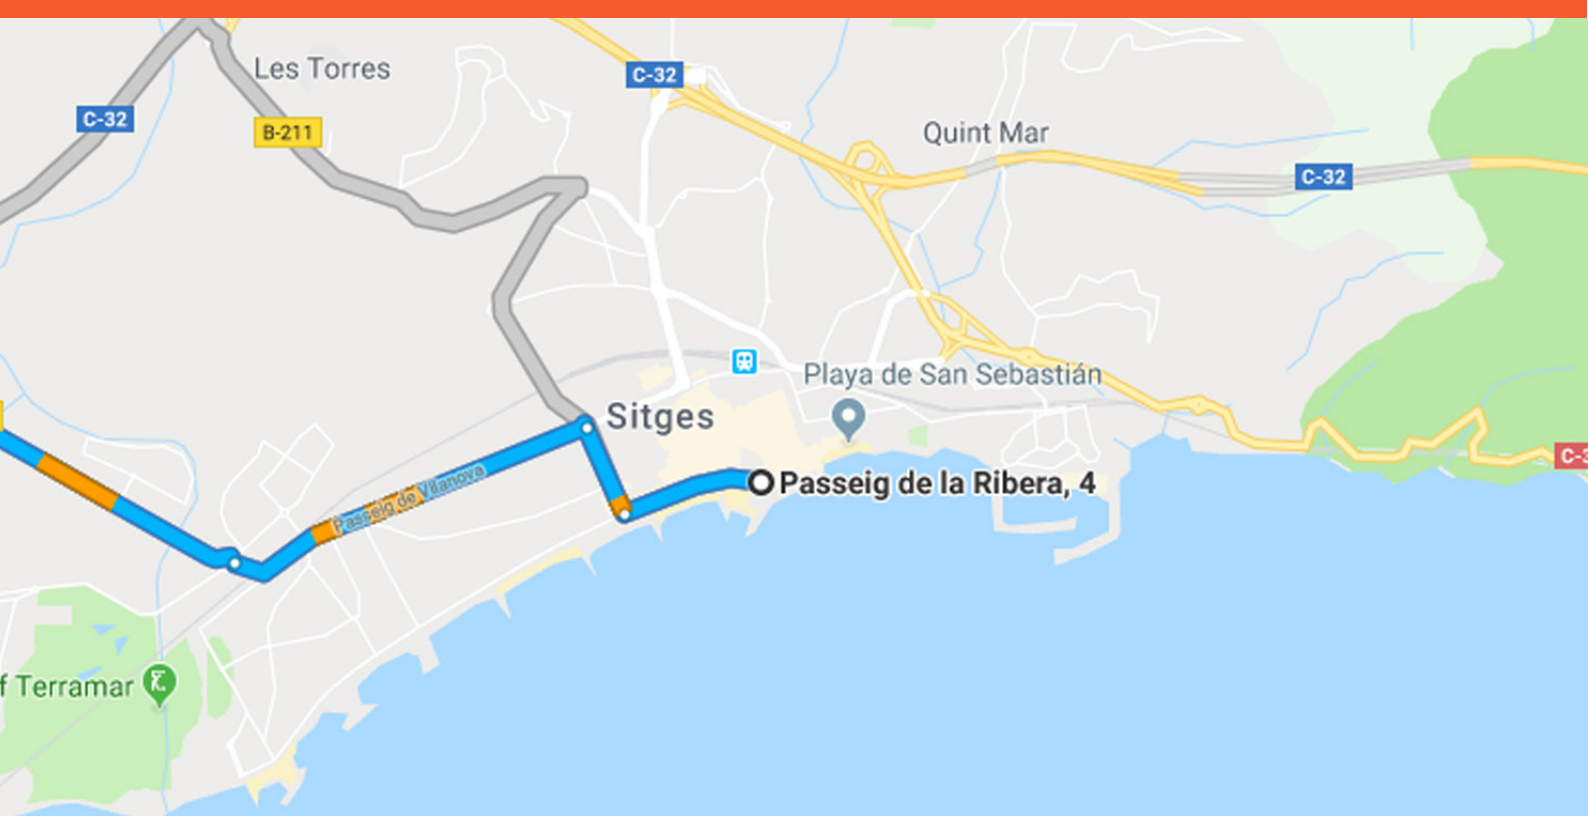 Les Torres
C-32
C-32
B-211
Quint Mar
C-32
Playa de San Sebastián
Sitges
C-3
Passeig de Vilanova
Passeig de la Ribera, 4
f Terramar